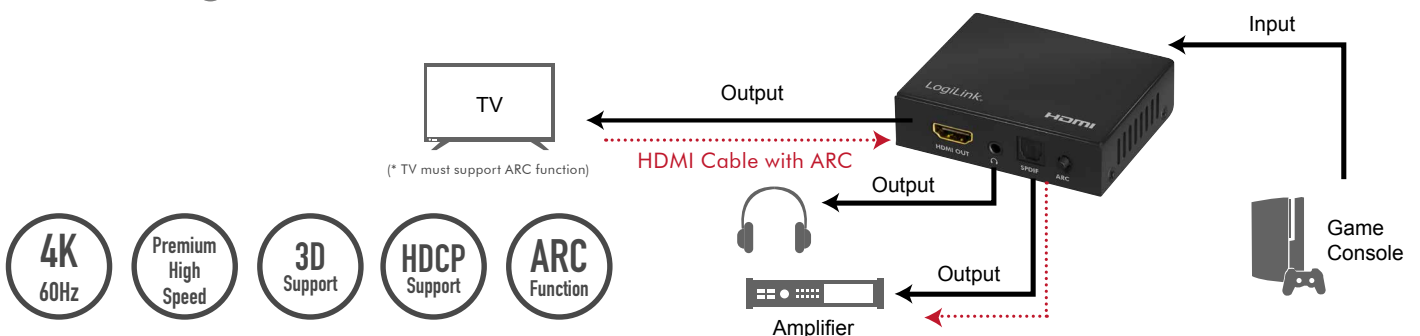 Input
LogiLink.
HDMI
TV
Output
HDMI OUT
SPDIF
ARC
HDMI Cable with ARC
(* TV must support ARC function)
Output
4K
60Hz
Premium
High
Speed
3D
Support
HDCP
Support
ARC
Function
Game
Console
Output
Amplifier